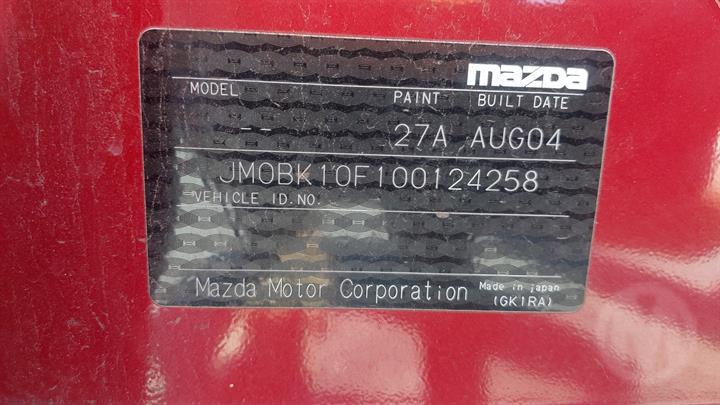 mazda
MODEL PAINT BUILT DATE
-- 27A AUG04
JM0BK10F100124258
VEHICLE ID.NO.
Mazda Motor Corporation Made in japan
(GK1RA)